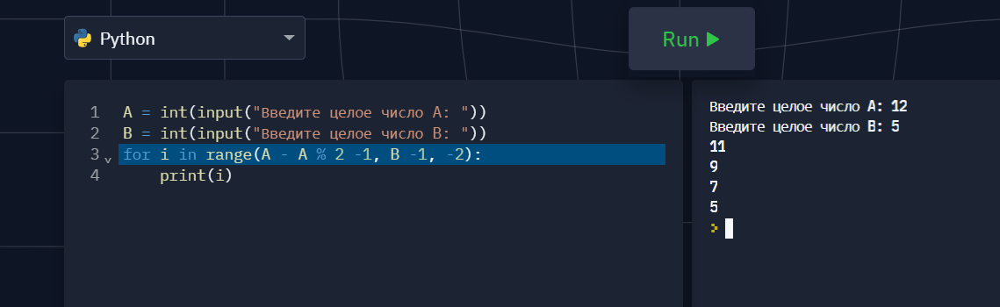 Python
Run
1 A = int(input("Введите целое число A: "))
2 B = int(input("Введите целое число B: "))
3 for i in range(A - A % 2 -1, B -1, -2):
4     print(i)
Введите целое число A: 12
Введите целое число B: 5
11
9
7
5
>